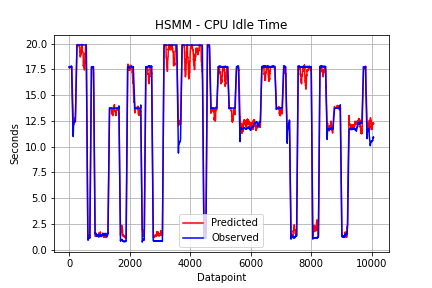 HSMM - CPU Idle Time
20.0
17.5
15.0
12.5
10.0
7.5
5.0
2.5
0.0
Seconds
Predicted
Observed
0 2000 4000 6000 8000 10000
Datapoint